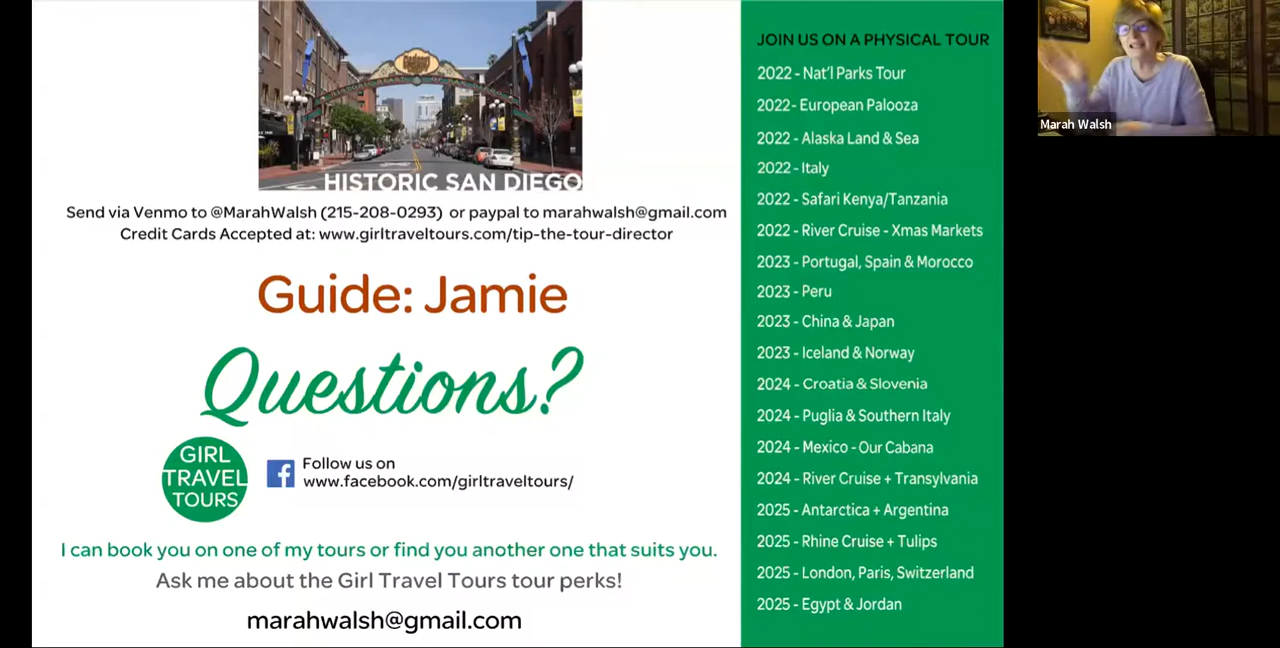 HISTORIC SAN DIEGO
Send via Venmo to @MarahWalsh (215-208-0293) or paypal to marahwalsh@gmail.com
Credit Cards Accepted at: www.girltraveltours.com/tip-the-tour-director
Guide: Jamie
Questions?
GIRL
TRAVEL
TOURS
Follow us on
www.facebook.com/girltraveltours/
I can book you on one of my tours or find you another one that suits you.
Ask me about the Girl Travel Tours tour perks!
marahwalsh@gmail.com
JOIN US ON A PHYSICAL TOUR
2022 - Nat'l Parks Tour
2022- European Palooza
2022 - Alaska Land & Sea
2022 - Italy
2022 - Safari Kenya/Tanzania
2022 - River Cruise - Xmas Markets
2023 - Portugal, Spain & Morocco
2023 - Peru
2023 - China & Japan
2023 - Iceland & Norway
2024 - Croatia & Slovenia
2024 - Puglia & Southern Italy
2024 - Mexico - Our Cabana
2024 - River Cruise + Transylvania
2025 - Antarctica + Argentina
2025 - Rhine Cruise + Tulips
2025 - London, Paris, Switzerland
2025 - Egypt & Jordan
Marah Walsh